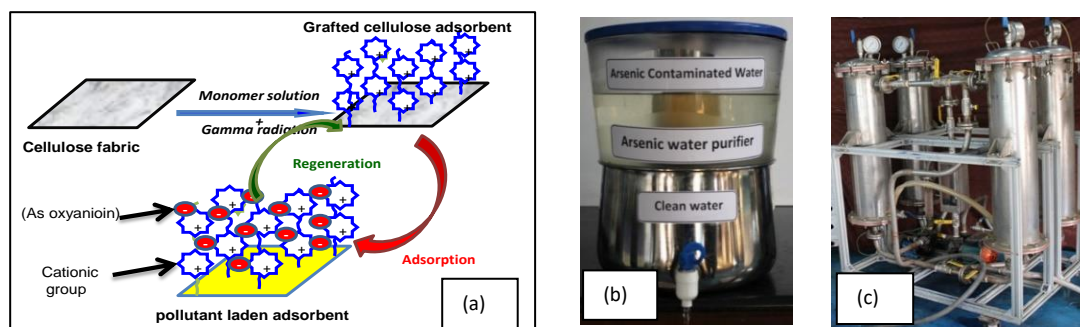 Grafted cellulose adsorbent
Monomer solution
+
Gamma radiation
Cellulose fabric
Regeneration
(As oxyanioin)
Cationic
group
Adsorption
pollutant laden adsorbent
(a)
Arsenic Contaminated Water
Arsenic water purifier
Clean water
(b)
(c)